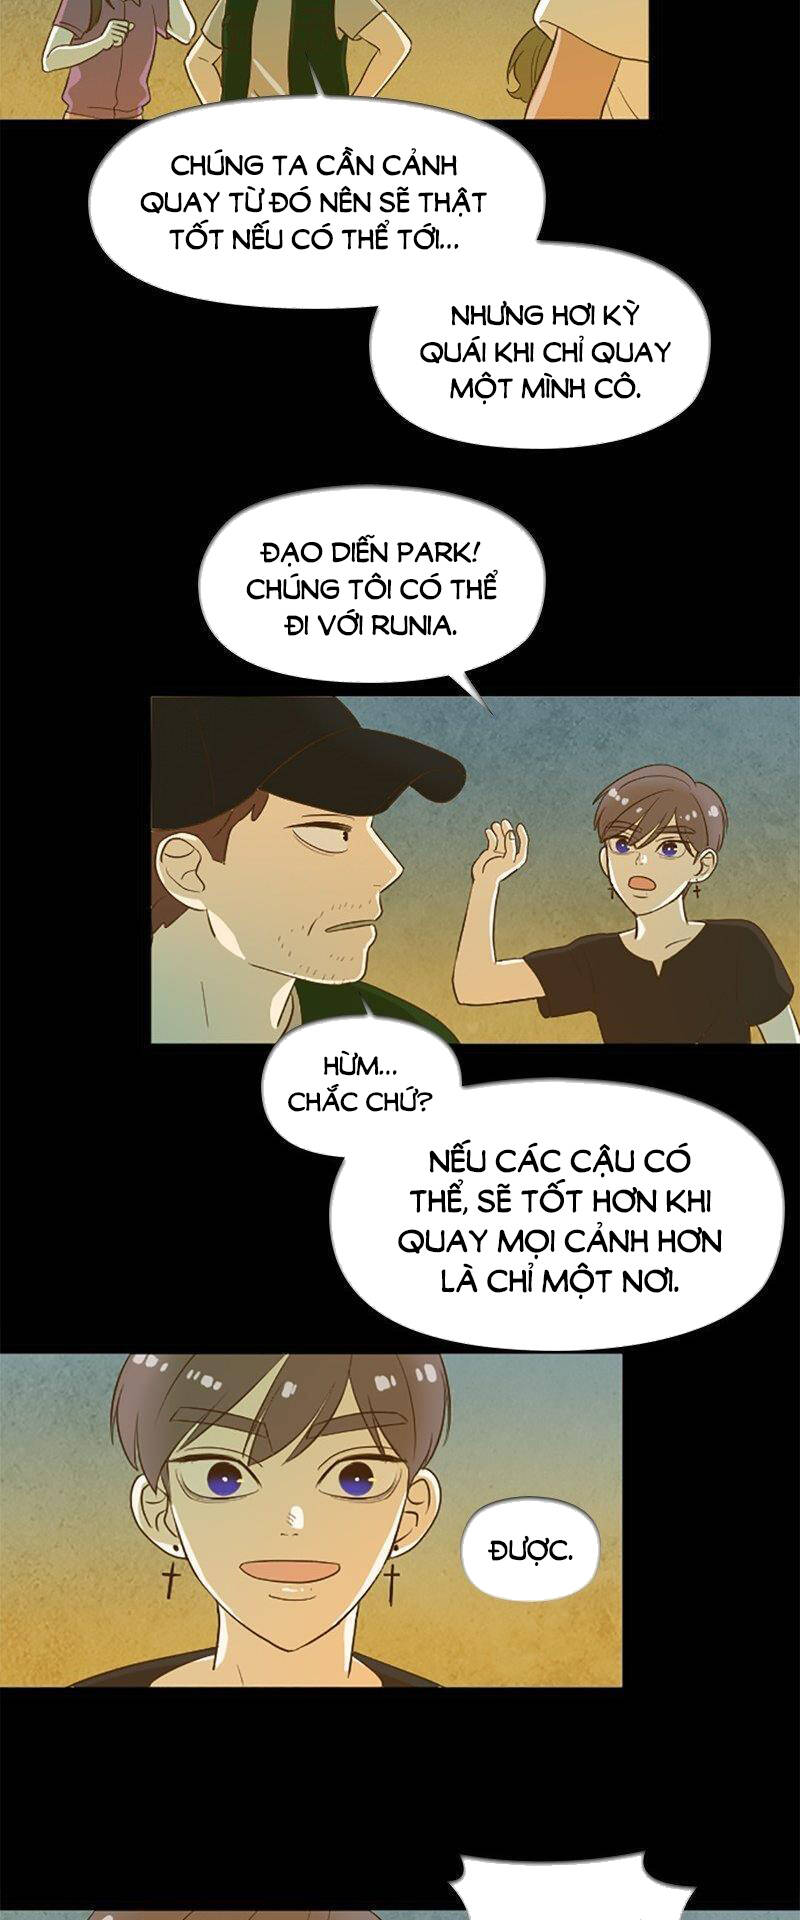 CHÚNG TA CẦN CẢNH
QUAY TỪ ĐÓ NÊN SẼ THẬT
TỐT NẾU CÓ THỂ TỚI...
NHƯNG HƠI KỲ
QUÁI KHI CHỈ QUAY
MỘT MÌNH CÔ.
ĐẠO DIỄN PARK!
CHÚNG TÔI CÓ THỂ
ĐI VỚI RUNIA.
HỪM...
CHẮC CHỨ?
NẾU CÁC CẬU CÓ
THỂ, SẼ TỐT HƠN KHI
QUAY MỌI CẢNH HƠN
LÀ CHỈ MỘT NƠI.
ĐƯỢC.